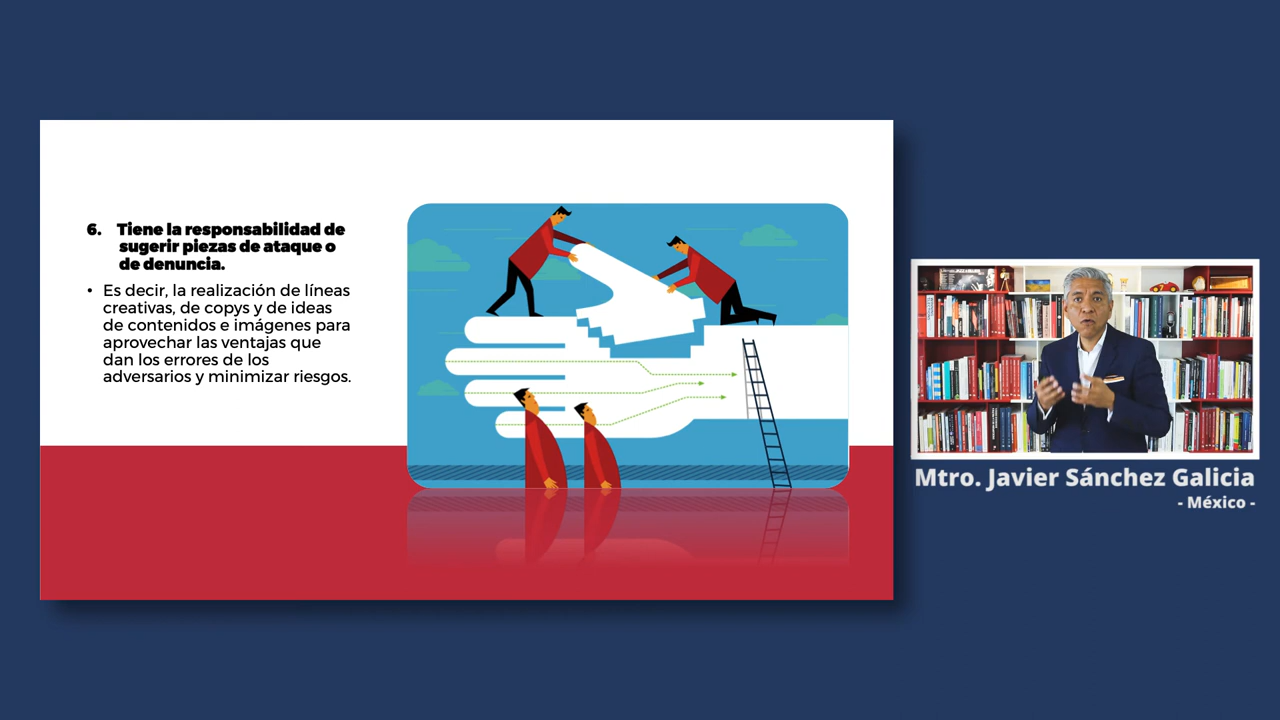 6. Tiene la responsabilidad de
sugerir piezas de ataque o
de denuncia.
• Es decir, la realización de líneas
creativas, de copys y de ideas
de contenidos e imágenes para
aprovechar las ventajas que
dan los errores de los
adversarios y minimizar riesgos.
Mtro. Javier Sánchez Galicia
- México -